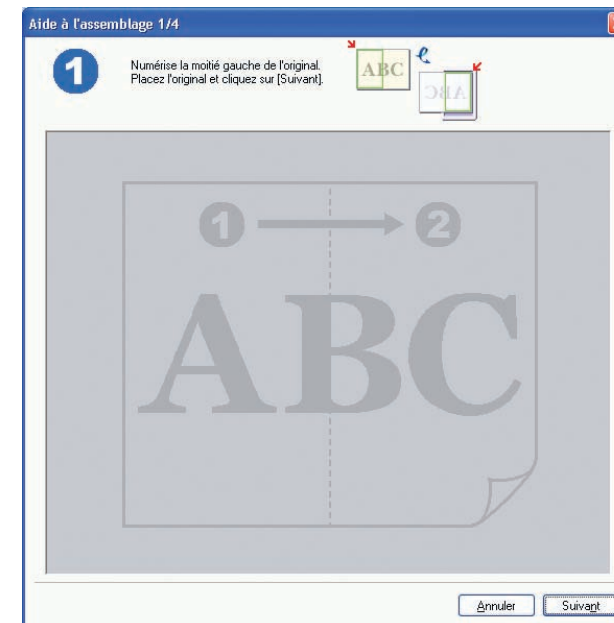 Aide à l'assemblage 1/4
1
Numérise la moitié gauche de l'original.
Placez l'original et cliquez sur [Suivant].
ABC
ABC
1 2
ABC
Annuler
Suivant